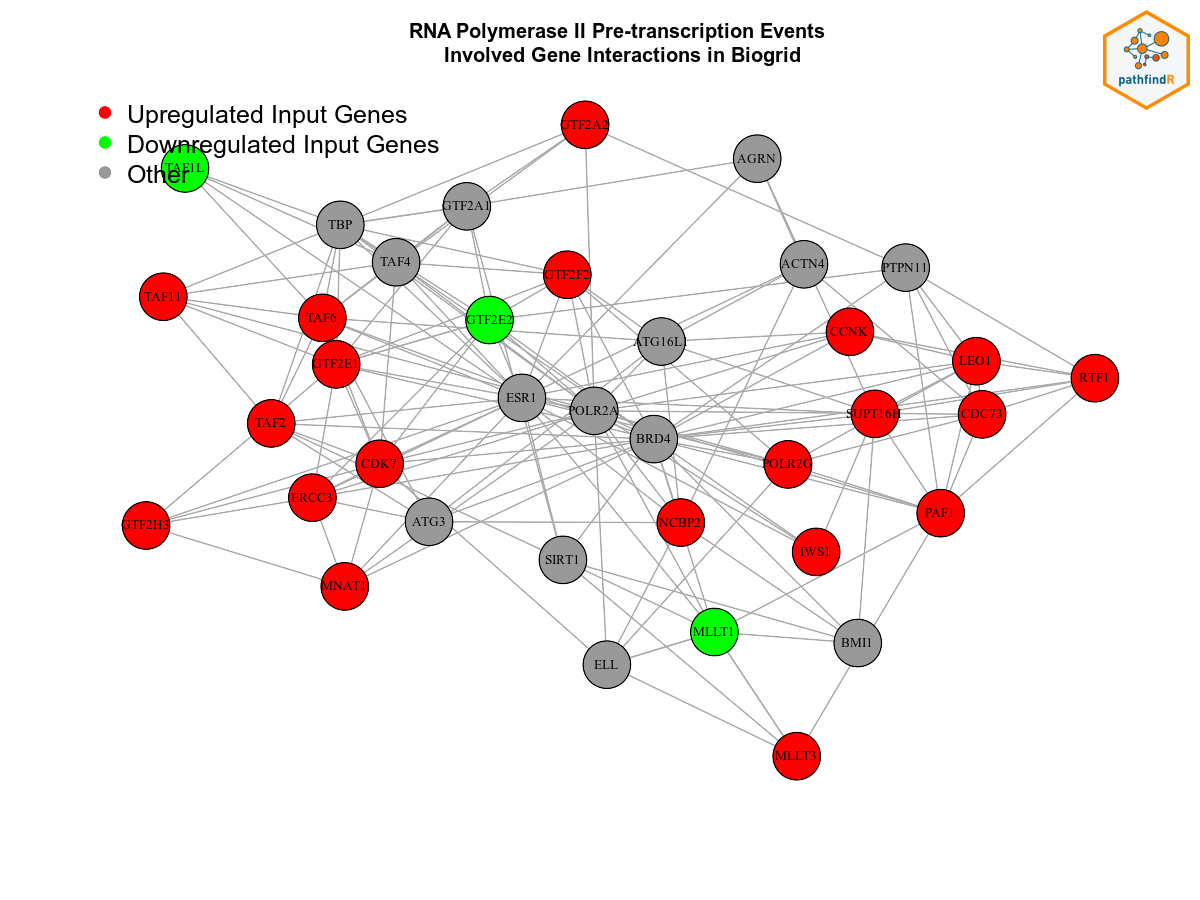 RNA Polymerase II Pre-transcription Events
Involved Gene Interactions in Biogrid
pathfindR
Upregulated Input Genes
Downregulated Input Genes
Other
GTF2A2
AGRN
TAF1L
GTF2A1
TBP
TAF4
ACTN4
PTPN11
GTF2F2
TAF11
TAF6
GTF2E2
CCNK
ATG16L
GTF2E1
LEO1
RTF1
ESR1
POLR2A
SUPT16H
CDC73
TAF2
BRD4
CDK7
POLR2G
ERCC3
PAF1
GTF2H3
ATG3
NCBP2
IWS1
SIRT1
MNAT1
MLLT1
BMI1
ELL
MLLT3